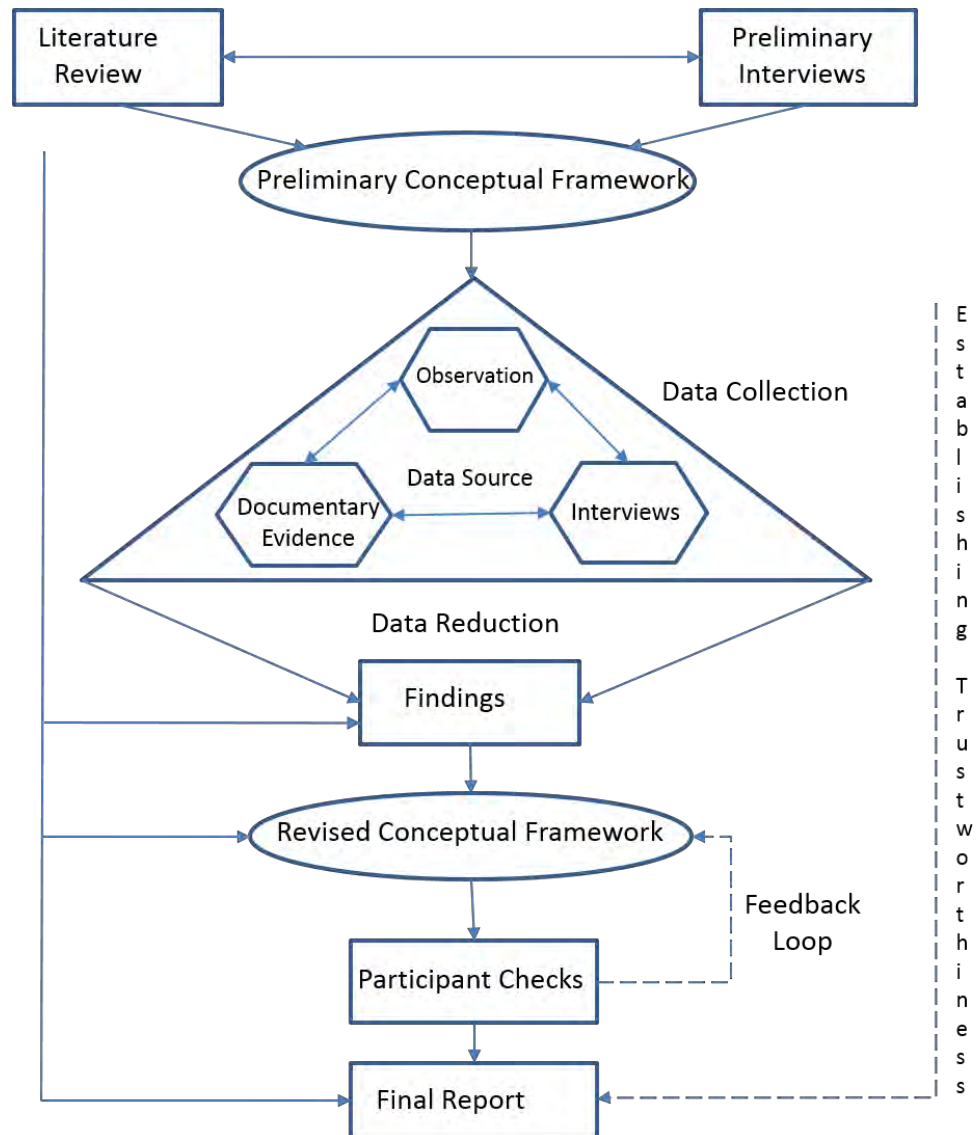 Literature
Review
Preliminary
Interviews
Preliminary Conceptual Framework
Observation
Data Collection
Data Source
Documentary
Evidence
Interviews
Data Reduction
Findings
Revised Conceptual Framework
Feedback
Loop
Participant Checks
Final Report
Establishing Trustworthiness